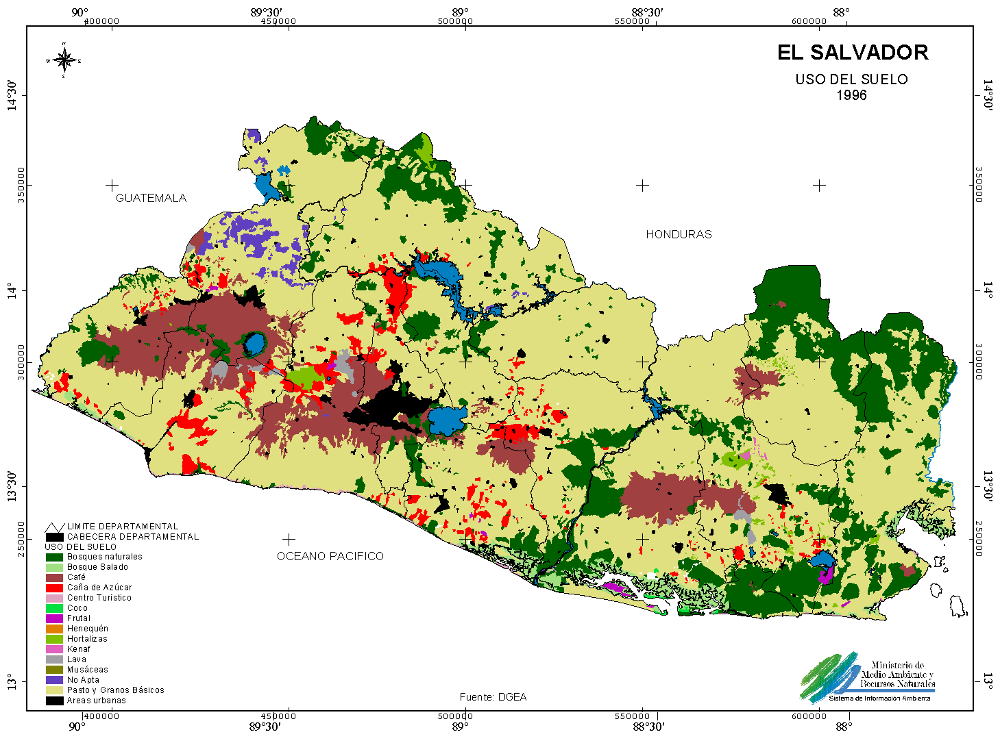 90° 89°30' 89° 88°30' 88°
400000 450000 500000 550000 600000
N
W E
S
EL SALVADOR
USO DEL SUELO
1996
14°30' 14°30'
350000 350000
GUATEMALA
HONDURAS
14° 14°
300000 300000
13°30' 13°30'
250000 250000
OCEANO PACIFICO
LIMITE DEPARTAMENTAL
CABECERA DEPARTAMENTAL
USO DEL SUELO
Bosques naturales
Bosque Salado
Café
Caña de Azúcar
Centro Turístico
Coco
Frutal
Henequén
Hortalizas
Kenaf
Lava
Musáceas
No Apta
Pasto y Granos Básicos
Areas urbanas
13° 13°
Fuente: DGEA
Ministerio de
Medio Ambiente y
Recursos Naturales
Sistema de Información Ambienta
400000 450000 500000 550000 600000
90° 89°30' 89° 88°30' 88°